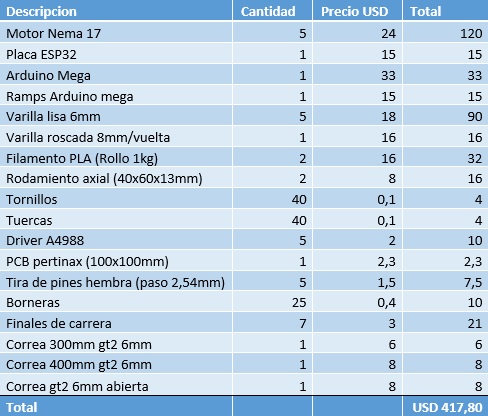 Descripcion Cantidad Precio USD Total
Motor Nema 17 5 24 120
Placa ESP32 1 15 15
Arduino Mega 1 33 33
Ramps Arduino mega 1 15 15
Varilla lisa 6mm 5 18 90
Varilla roscada 8mm/vuelta 1 16 16
Filamento PLA (Rollo 1kg) 2 16 32
Rodamiento axial (40x60x13mm) 2 8 16
Tornillos 40 0,1 4
Tuercas 40 0,1 4
Driver A4988 5 2 10
PCB pertinax (100x100mm) 1 2,3 2,3
Tira de pines hembra (paso 2,54mm) 5 1,5 7,5
Borneras 25 0,4 10
Finales de carrera 7 3 21
Correa 300mm gt2 6mm 1 6 6
Correa 400mm gt2 6mm 1 8 8
Correa gt2 6mm abierta 1 8 8
Total USD 417,80